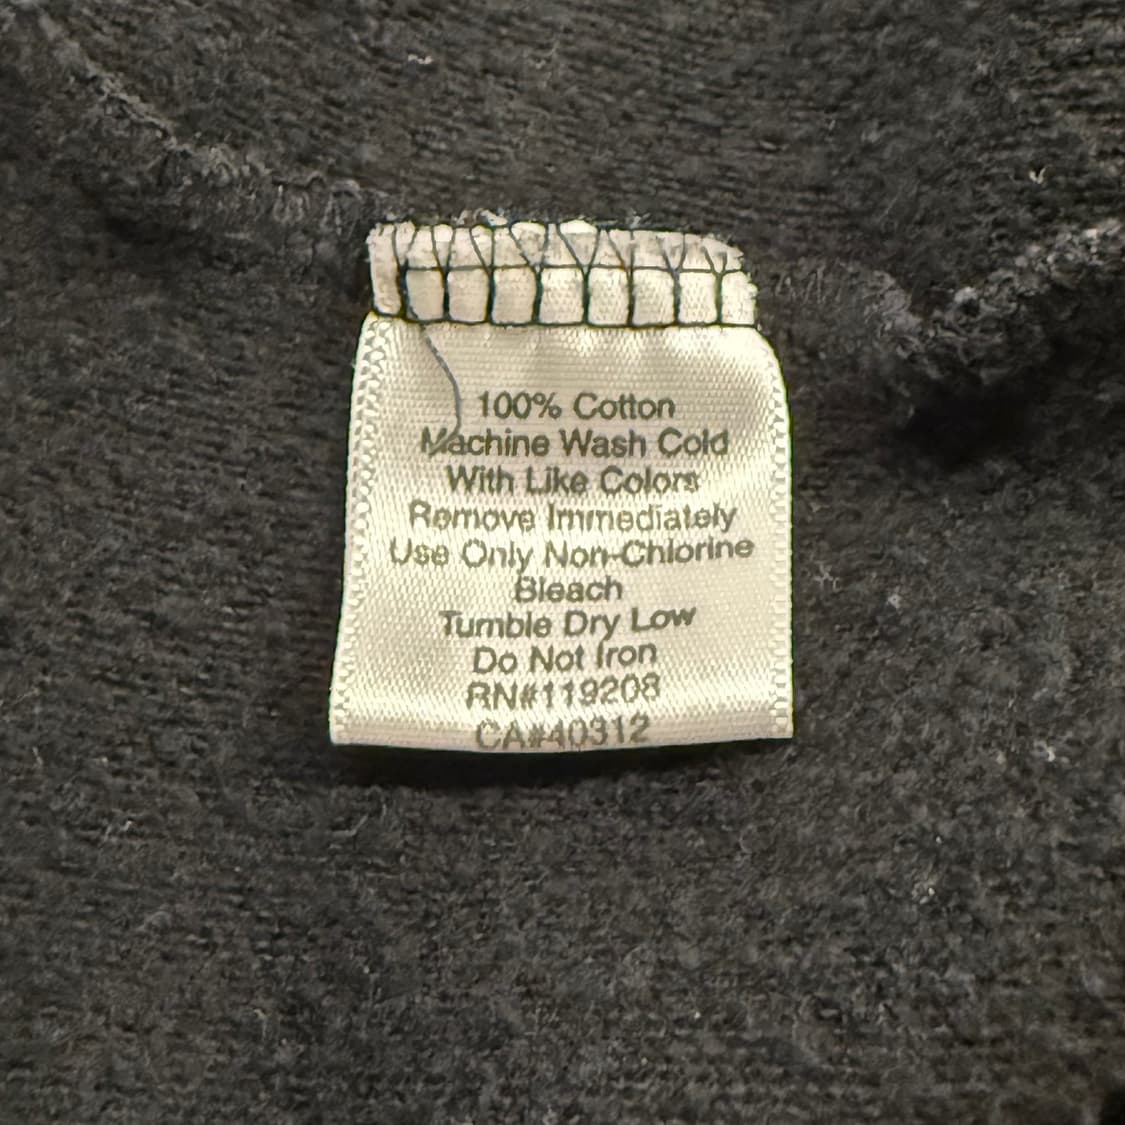 100% Cotton
Machine Wash Cold
With Like Colors
Remove Immediately
Use Only Non-Chlorine
Bleach
Tumble Dry Low
Do Not Iron
RN#119208
CA#40312